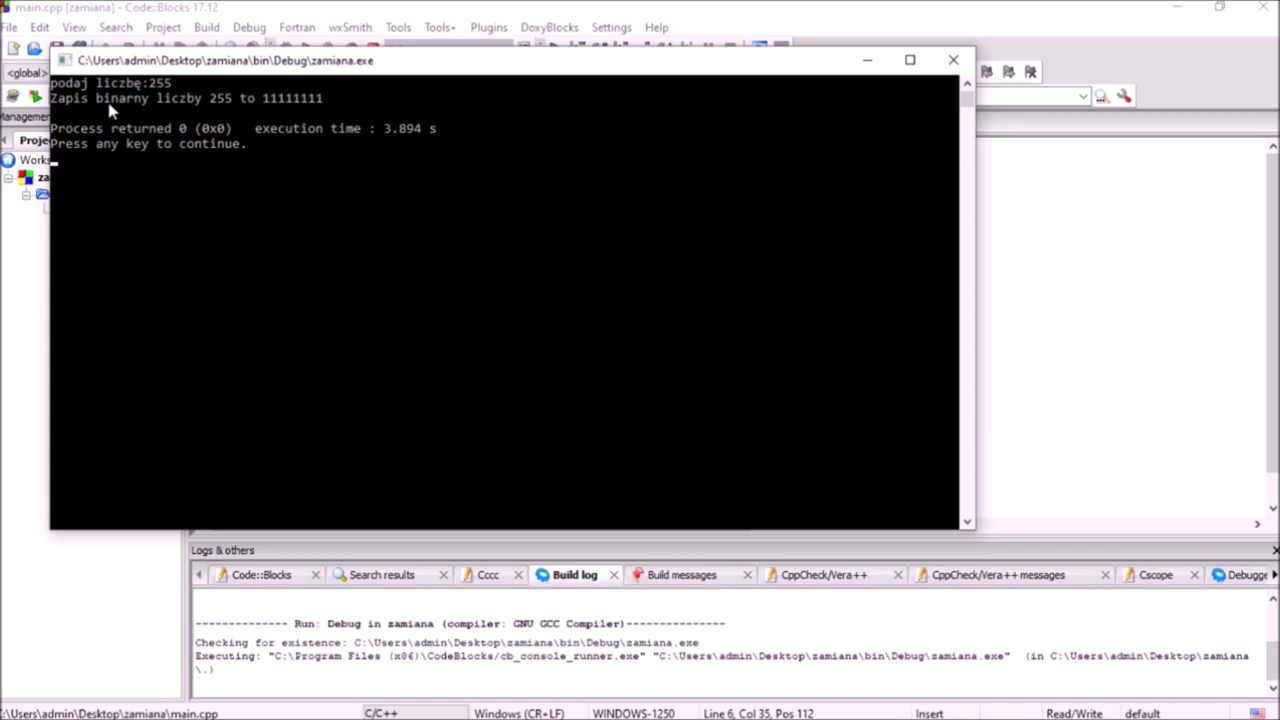 main.cpp [zamiana] - Code::Blocks 17.12
File Edit View Search Project Build Debug Fortran wxSmith Tools Tools+ Plugins DoxyBlocks Settings Help
C:\Users\admin\Desktop\zamiana\bin\Debug\zamiana.exe
<global>
podaj liczbę:255
Zapis binarny liczby 255 to 11111111
Process returned 0 (0x0) execution time : 3.894 s
Press any key to continue.
Managemen
Proje
Works
za
Logs & others
Code::Blocks Search results Cccc Build log Build messages CppCheck/Vera++ CppCheck/Vera++ messages Cscope Debugge
-------------- Run: Debug in zamiana (compiler: GNU GCC Compiler)---------------
Checking for existence: C:\Users\admin\Desktop\zamiana\bin\Debug\zamiana.exe
Executing: "C:\Program Files (x86)\CodeBlocks/cb_console_runner.exe" "C:\Users\admin\Desktop\zamiana\bin\Debug\zamiana.exe" (in C:\Users\admin\Desktop\zamiana
\.)
:\Users\admin\Desktop\zamiana\main.cpp C/C++ Windows (CR+LF) WINDOWS-1250 Line 6, Col 35, Pos 112 Insert Read/Write default